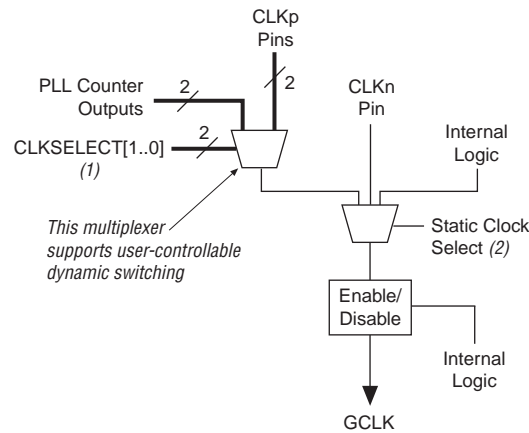 CLKp
Pins
PLL Counter
Outputs
2
2
CLKn
Pin
CLKSELECT[1..0]
(1)
2
Internal
Logic
This multiplexer
supports user-controllable
dynamic switching
Static Clock
Select (2)
Enable/
Disable
Internal
Logic
GCLK